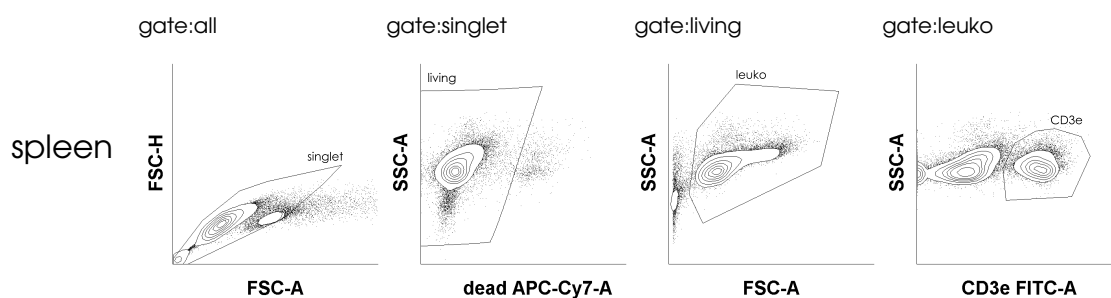 gate:all gate:singlet gate:living gate:leuko
spleen
FSC-H
singlet
FSC-A
SSC-A
living
dead APC-Cy7-A
SSC-A
leuko
FSC-A
SSC-A
CD3e
CD3e FITC-A